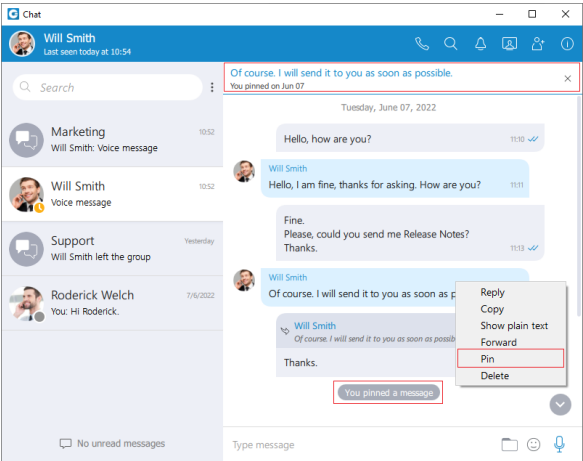 Chat
Will Smith
Last seen today at 10:54
Search
Marketing
10:52
Will Smith: Voice message
Will Smith
10:52
Voice message
Support
Yesterday
Will Smith left the group
Roderick Welch
7/6/2022
You: Hi Roderick.
No unread messages
Of course. I will send it to you as soon as possible.
You pinned on Jun 07
Tuesday, June 07, 2022
Hello, how are you?
11:10
Will Smith
Hello, I am fine, thanks for asking. How are you?
11:11
Fine.
Please, could you send me Release Notes?
Thanks.
11:13
Will Smith
Of course. I will send it to you as soon as p
Will Smith
Of course. I will send it to you as soon as possib
Thanks.
Reply
Copy
Show plain text
Forward
Pin
Delete
You pinned a message
Type message